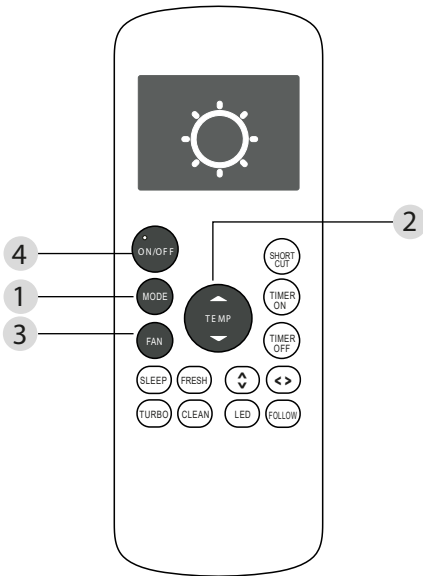 2
4
ON/OFF
SHORT
CUT
1
MODE
TEMP
TIMER
ON
3
FAN
TIMER
OFF
SLEEP FRESH
TURBO CLEAN LED FOLLOW